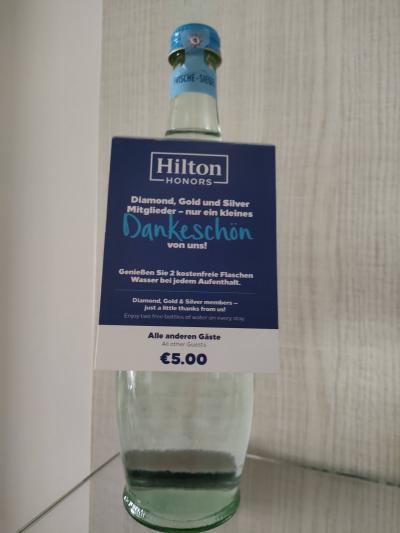 FRISCHE-SIEGEL
Hilton
HONORS
Diamond, Gold und Silver
Mitglieder – nur ein kleines
Dankeschön
von uns!
Genießen Sie 2 kostenfreie Flaschen
Wasser bei jedem Aufenthalt.
Diamond, Gold & Silver members –
just a little thanks from us!
Enjoy two free bottles of water on every stay.
Alle anderen Gäste
All other Guests
€5.00